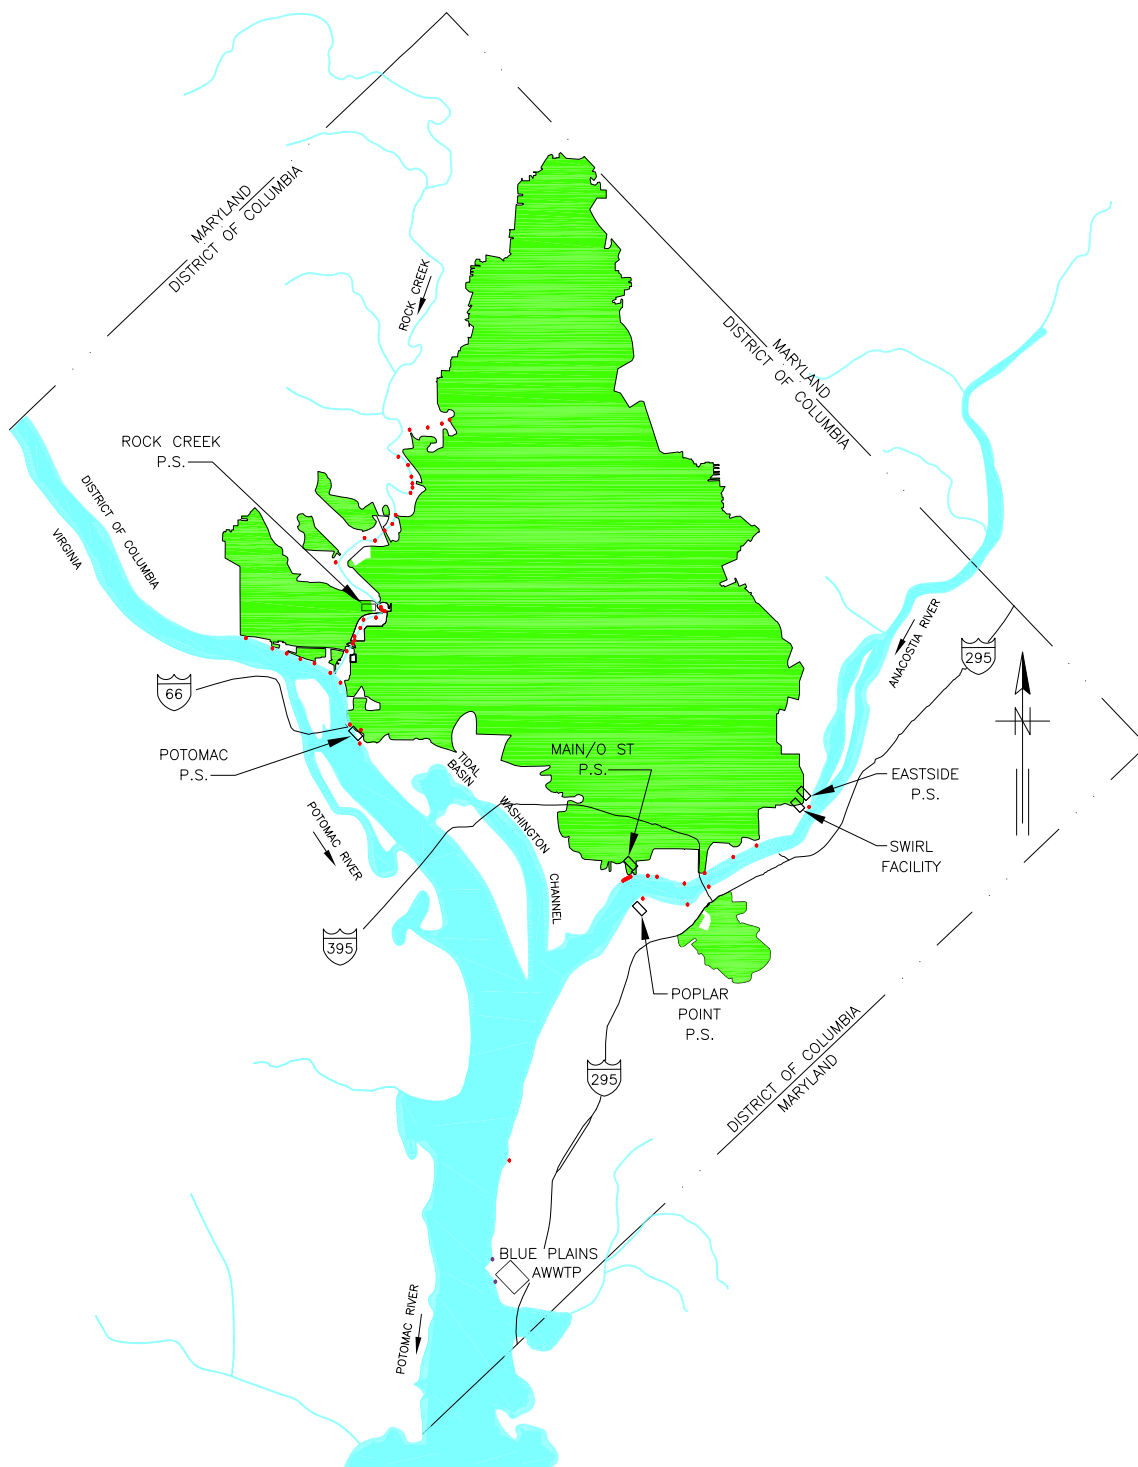 MARYLAND
DISTRICT OF COLUMBIA
ROCK CREEK
MARYLAND
DISTRICT OF COLUMBIA
ROCK CREEK
P.S.
DISTRICT OF COLUMBIA
VIRGINIA
ANACOSTIA RIVER
295
66
N
POTOMAC
P.S.
TIDAL
BASIN
MAIN/O ST
P.S.
EASTSIDE
P.S.
WASHINGTON
CHANNEL
POTOMAC RIVER
SWIRL
FACILITY
395
POPLAR
POINT
P.S.
295
DISTRICT OF COLUMBIA
MARYLAND
BLUE PLAINS
AWWTP
POTOMAC RIVER